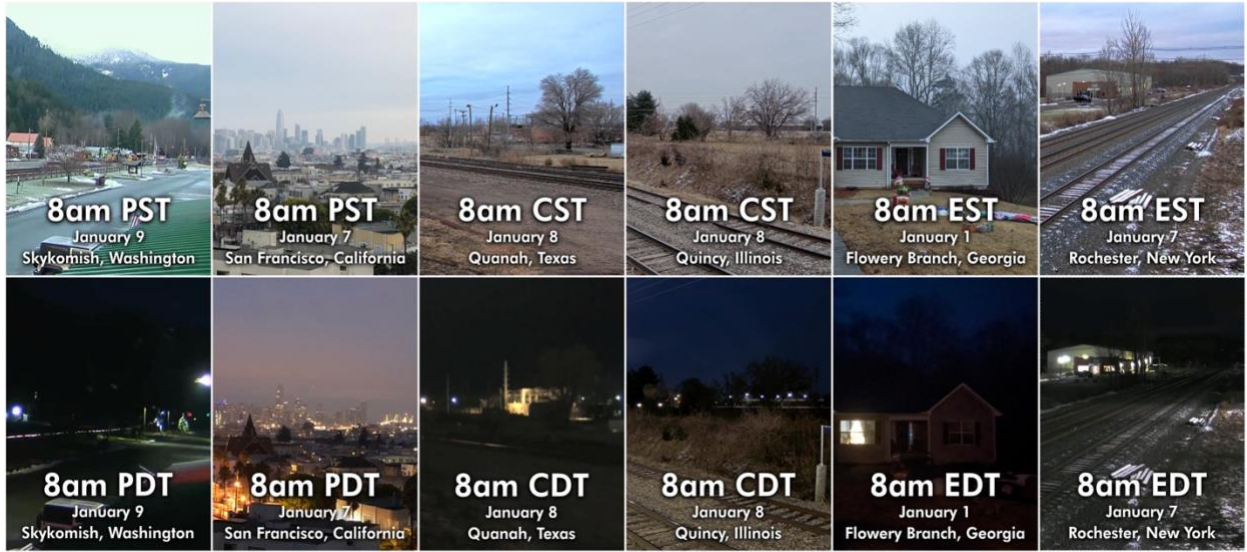 8am PST
January 9
Skykomish, Washington
8am PST
January 7
San Francisco, California
8am CST
January 8
Quanah, Texas
8am CST
January 8
Quincy, Illinois
8am EST
January 1
Flowery Branch, Georgia
8am EST
January 7
Rochester, New York
8am PDT
January 9
Skykomish, Washington
8am PDT
January 7
San Francisco, California
8am CDT
January 8
Quanah, Texas
8am CDT
January 8
Quincy, Illinois
8am EDT
January 1
Flowery Branch, Georgia
8am EDT
January 7
Rochester, New York